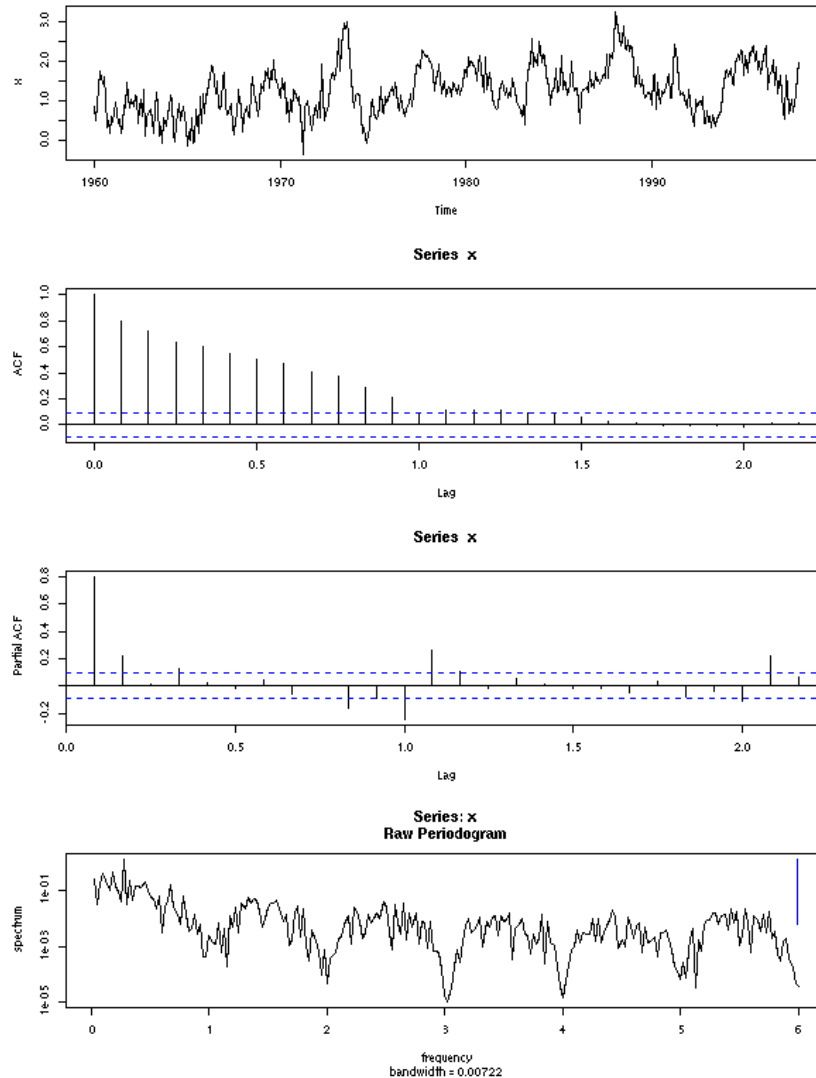 3.0
2.0
1.0
0.0
x
1960
1970
1980
1990
Time
Series x
1.0
0.8
0.6
0.4
0.2
0.0
ACF
0.0
0.5
1.0
1.5
2.0
Lag
Series x
0.8
0.6
0.4
0.2
-0.2
Partial ACF
0.0
0.5
1.0
1.5
2.0
Lag
Series: x
Raw Periodogram
1e+01
1e-03
1e-05
spectrum
0
1
2
3
4
5
6
frequency
bandwidth = 0.00722